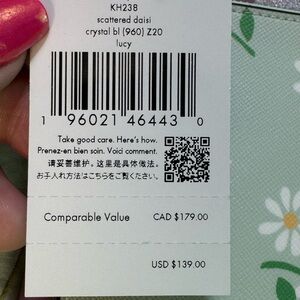 KH238
scattered daisi
crystal bl (960) Z20
lucy
1 96021 46443 0
Take good care. Here's how.
Prenez-en bien soin. Voici comment.
请妥善维护。这里是具体做法。
お手入れ方法はこちらをご覧ください。
Comparable Value CAD $179.00
USD $139.00